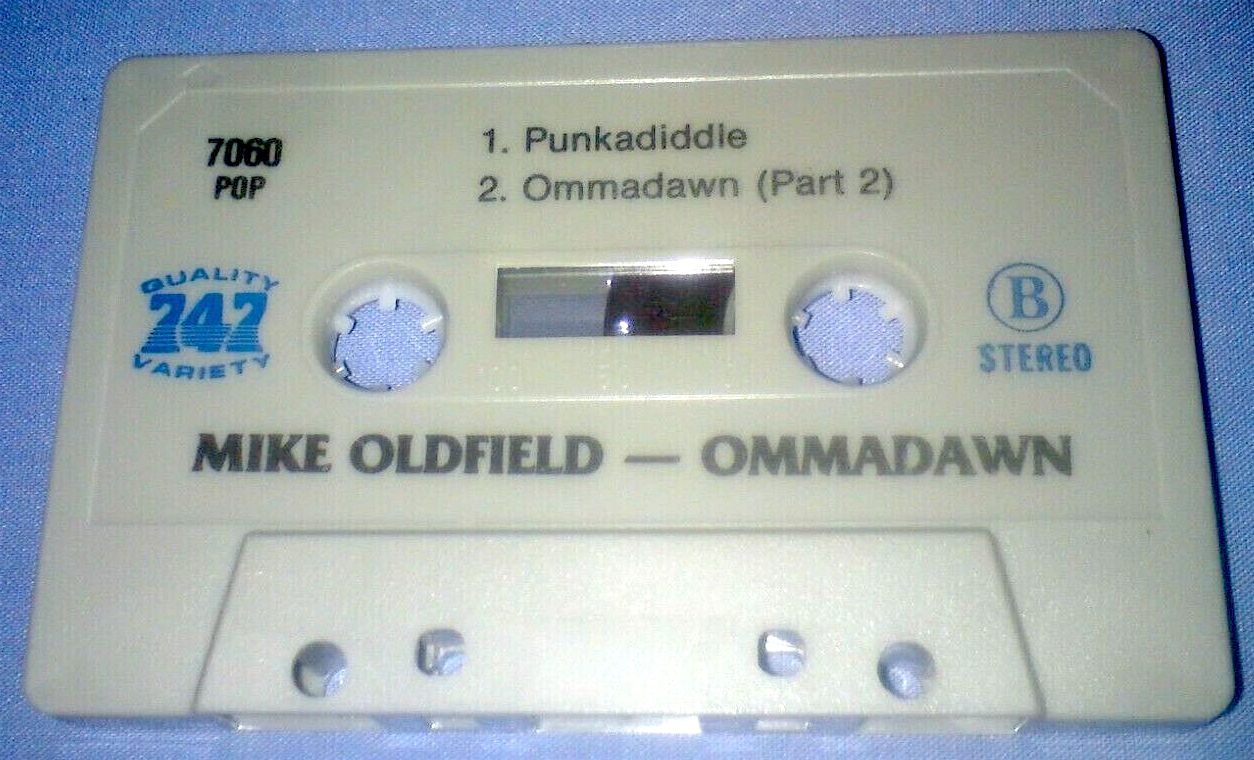 7060
POP
1. Punkadiddle
2. Ommadawn (Part 2)
QUALITY
747
VARIETY
B
STEREO
MIKE OLDFIELD — OMMADAWN